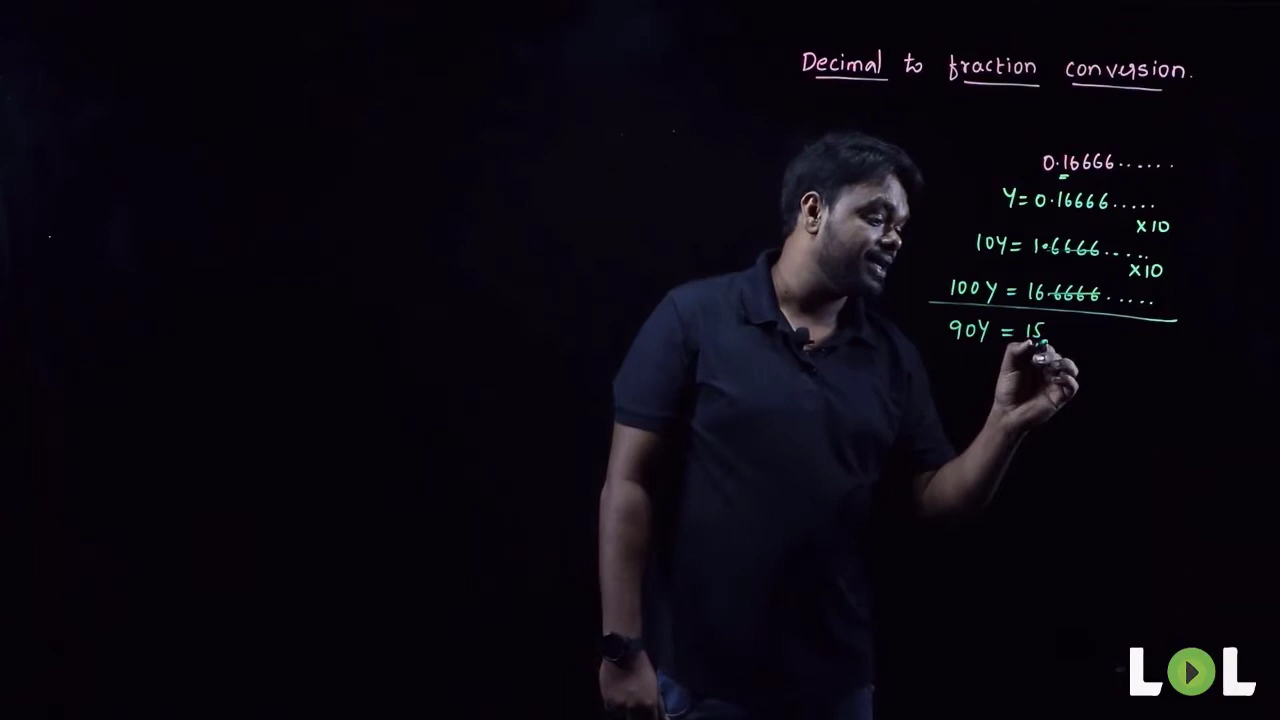 Decimal to fraction conversion.
0.16666......
Y = 0.16666.....
×10
10Y = 1.6666.....
×10
100Y = 16.6666.....
90Y = 15
LOL